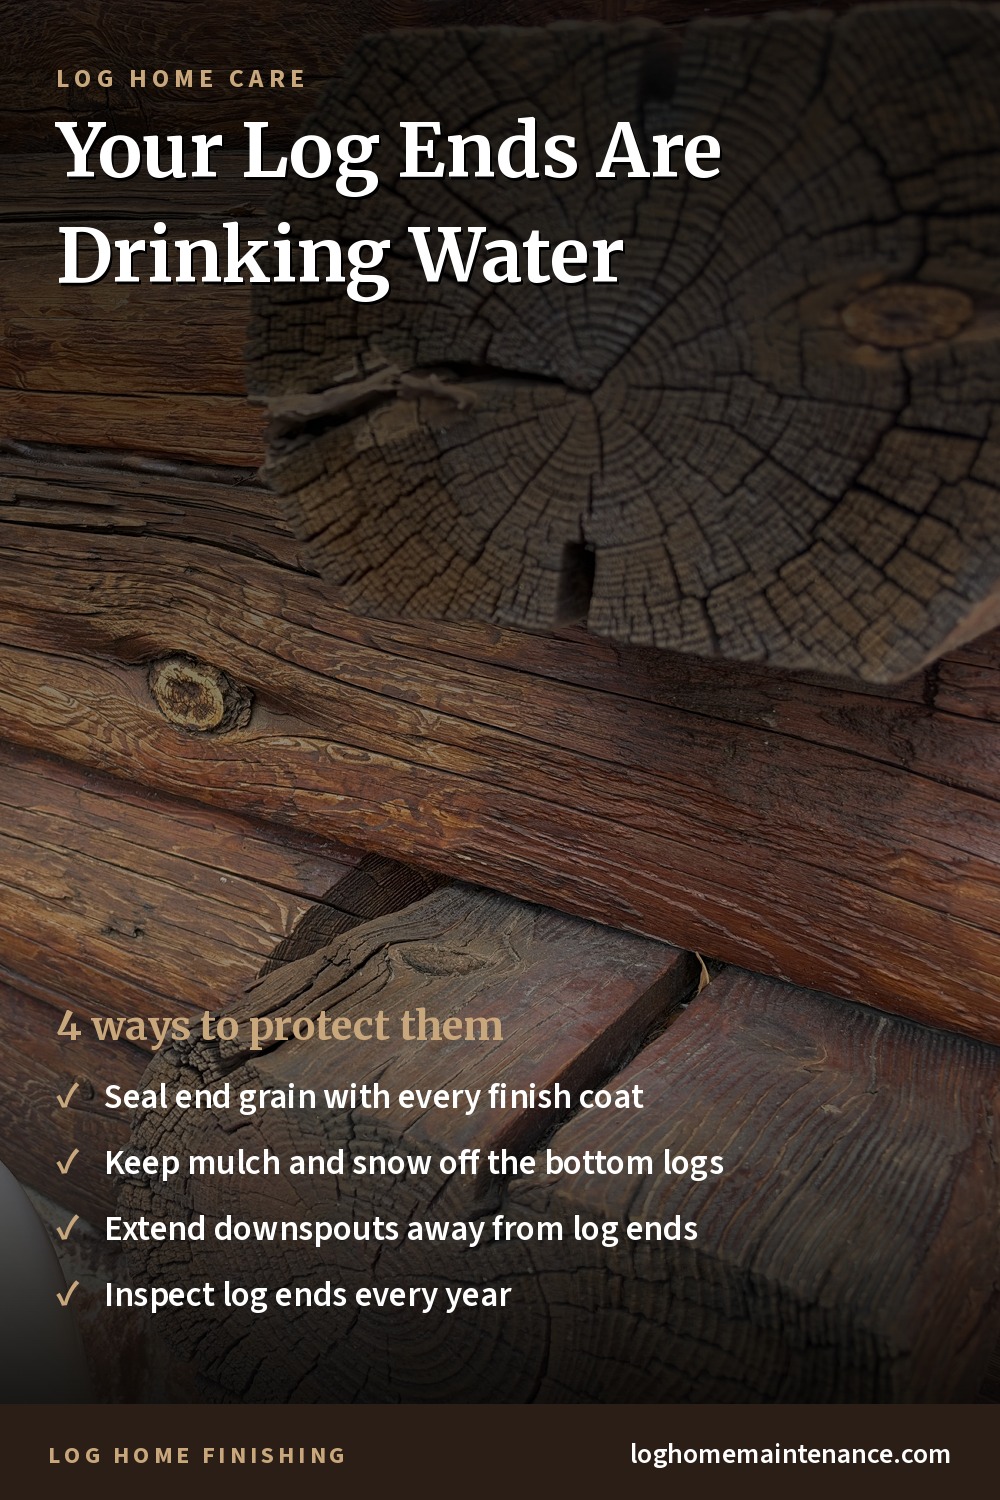 LOG HOME CARE
Your Log Ends Are
Drinking Water
4 ways to protect them
✓ Seal end grain with every finish coat
✓ Keep mulch and snow off the bottom logs
✓ Extend downspouts away from log ends
✓ Inspect log ends every year
LOG HOME FINISHING
loghomemaintenance.com